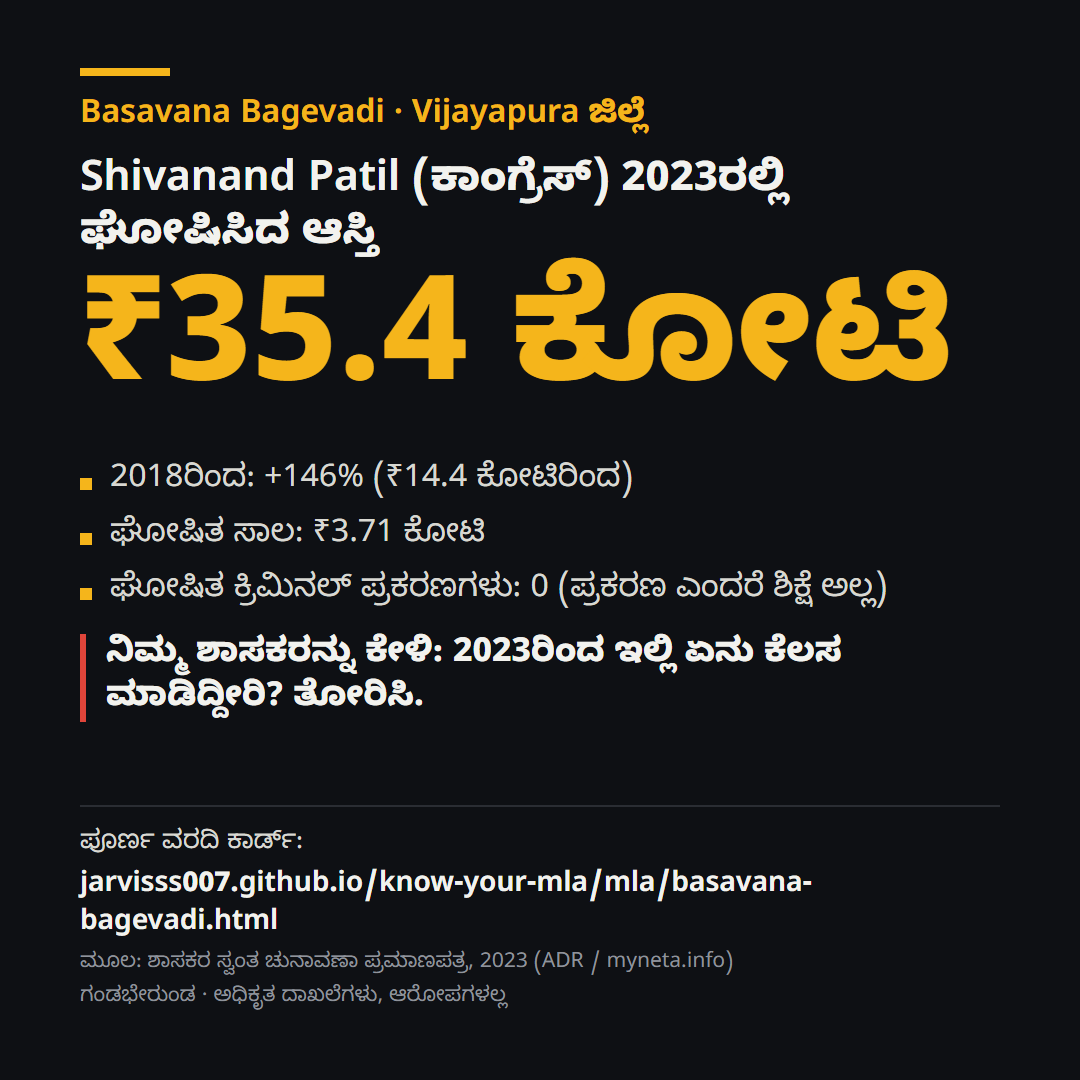 Basavana Bagevadi · Vijayapura ಜಿಲ್ಲೆ
Shivanand Patil (ಕಾಂಗ್ರೆಸ್) 2023ರಲ್ಲಿ
ಘೋಷಿಸಿದ ಆಸ್ತಿ
₹35.4 ಕೋಟಿ
2018ರಿಂದ: +146% (₹14.4 ಕೋಟಿರಿಂದ)
ಘೋಷಿತ ಸಾಲ: ₹3.71 ಕೋಟಿ
ಘೋಷಿತ ಕ್ರಿಮಿನಲ್ ಪ್ರಕರಣಗಳು: 0 (ಪ್ರಕರಣ ಎಂದರೆ ಶಿಕ್ಷೆ ಅಲ್ಲ)
ನಿಮ್ಮ ಶಾಸಕರನ್ನು ಕೇಳಿ: 2023ರಿಂದ ಇಲ್ಲಿ ಏನು ಕೆಲಸ
ಮಾಡಿದ್ದೀರಿ? ತೋರಿಸಿ.
ಪೂರ್ಣ ವರದಿ ಕಾರ್ಡ್:
jarvisss007.github.io/know-your-mla/mla/basavana-
bagevadi.html
ಮೂಲ: ಶಾಸಕರ ಸ್ವಂತ ಚುನಾವಣಾ ಪ್ರಮಾಣಪತ್ರ, 2023 (ADR / myneta.info)
ಗಂಡಭೇರುಂಡ · ಅಧಿಕೃತ ದಾಖಲೆಗಳು, ಆರೋಪಗಳಲ್ಲ